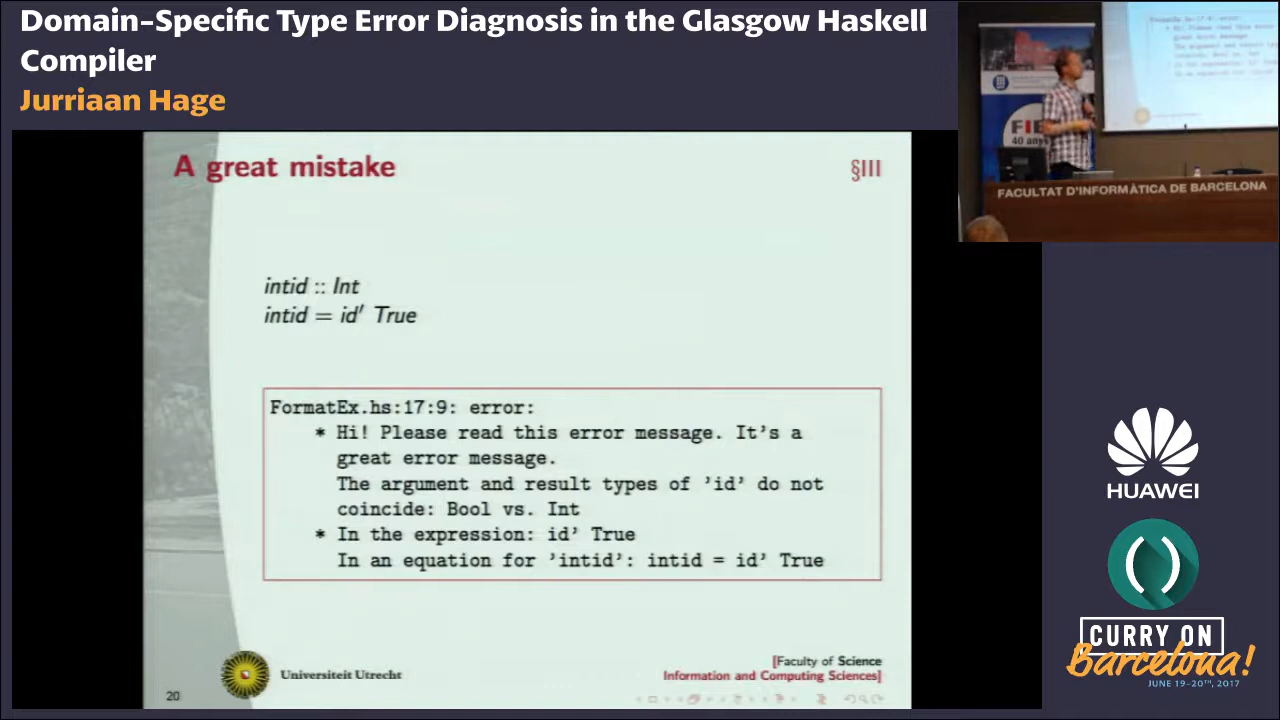 Domain-Specific Type Error Diagnosis in the Glasgow Haskell
Compiler
Jurriaan Hage
A great mistake
§III
intid :: Int
intid = id′ True
FormatEx.hs:17:9: error:
* Hi! Please read this error message. It's a
great error message.
The argument and result types of 'id' do not
coincide: Bool vs. Int
* In the expression: id' True
In an equation for 'intid': intid = id' True
Universiteit Utrecht
[Faculty of Science
Information and Computing Sciences]
20
FIB
40 anys
FACULTAT D'INFORMÀTICA DE BARCELONA
HUAWEI
CURRY ON
Barcelona!
JUNE 19-20TH, 2017